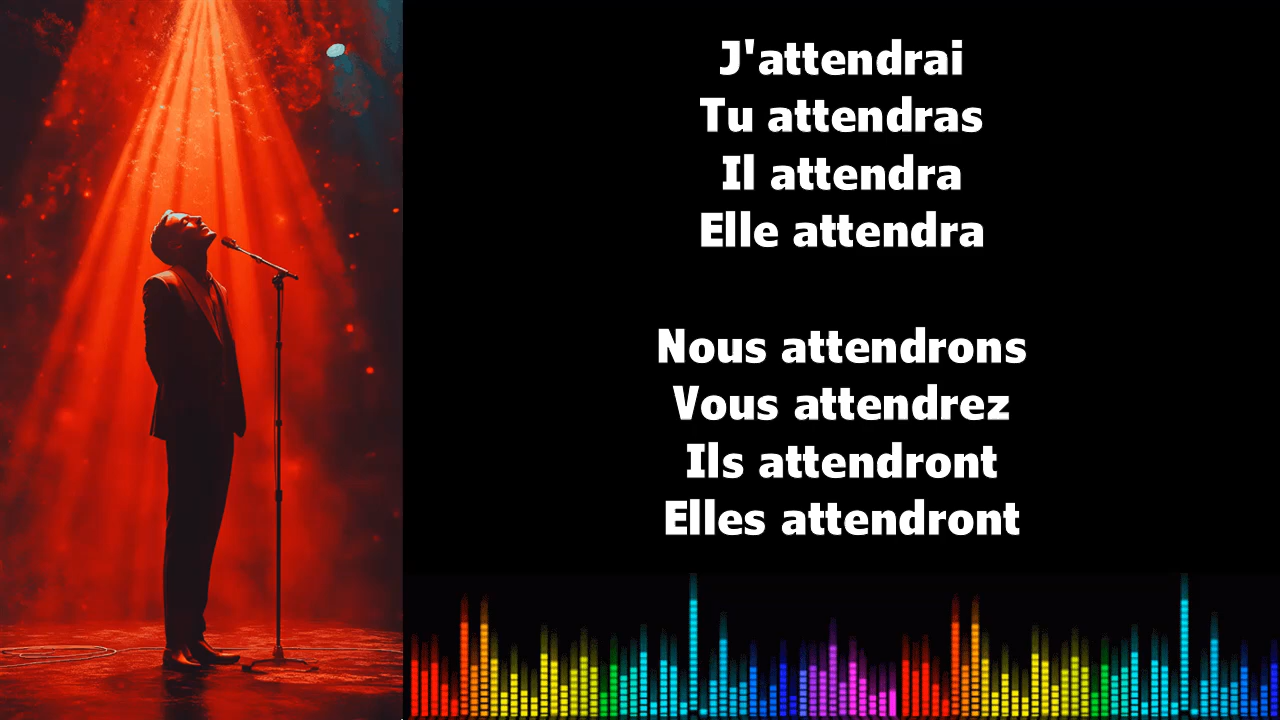 J'attendrai
Tu attendras
Il attendra
Elle attendra
Nous attendrons
Vous attendrez
Ils attendront
Elles attendront